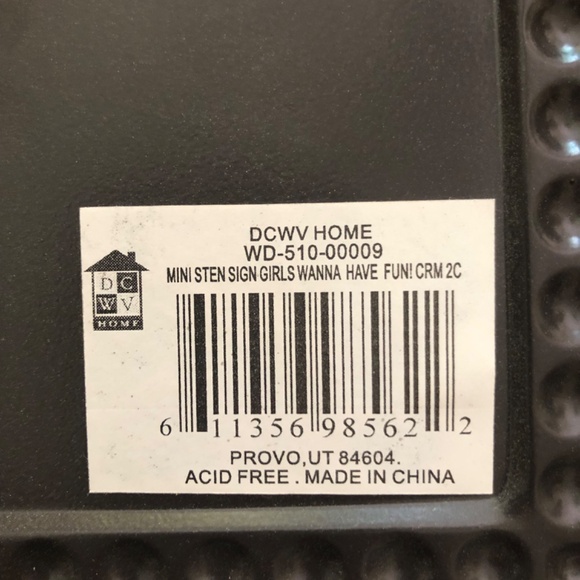 DCWV HOME
WD-510-00009
MINI STEN SIGN GIRLS WANNA HAVE FUN! CRM 2C
D C
W V
HOME
6 11356 98562 2
PROVO,UT 84604.
ACID FREE . MADE IN CHINA